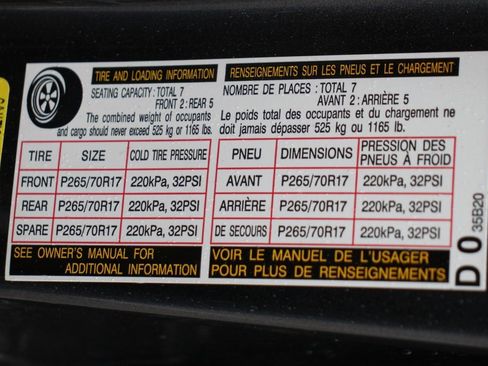 TIRE AND LOADING INFORMATION
SEATING CAPACITY: TOTAL 7
FRONT 2: REAR 5
The combined weight of occupants
and cargo should never exceed 525 kg or 1165 lbs.
TIRE SIZE COLD TIRE PRESSURE
FRONT P265/70R17 220kPa, 32PSI
REAR P265/70R17 220kPa, 32PSI
SPARE P265/70R17 220kPa, 32PSI
SEE OWNER'S MANUAL FOR
ADDITIONAL INFORMATION
RENSEIGNEMENTS SUR LES PNEUS ET LE CHARGEMENT
NOMBRE DE PLACES: TOTAL 7
AVANT 2: ARRIÈRE 5
Le poids total des occupants et du chargement ne
doit jamais dépasser 525 kg ou 1165 lb.
PNEU DIMENSIONS PRESSION DES
PNEUS À FROID
AVANT P265/70R17 220kPa, 32PSI
ARRIÈRE P265/70R17 220kPa, 32PSI
DE SECOURS P265/70R17 220kPa, 32PSI
VOIR LE MANUEL DE L'USAGER
POUR PLUS DE RENSEIGNEMENTS
D 0
35B20